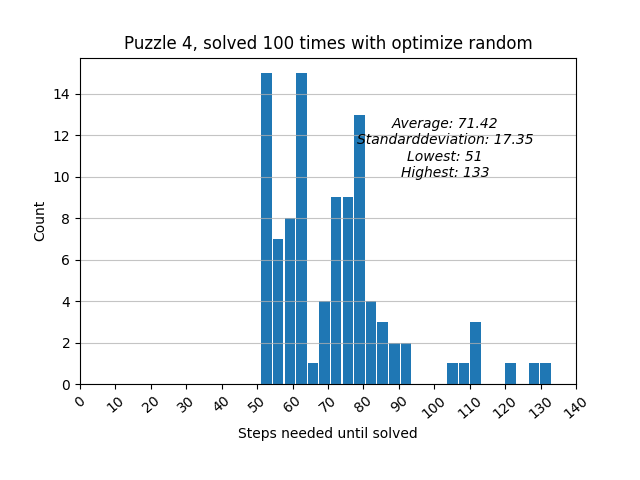 Puzzle 4, solved 100 times with optimize random
14
12
10
8
6
4
2
0
Count
Average: 71.42
Standarddeviation: 17.35
Lowest: 51
Highest: 133
0 10 20 30 40 50 60 70 80 90 100 110 120 130 140
Steps needed until solved